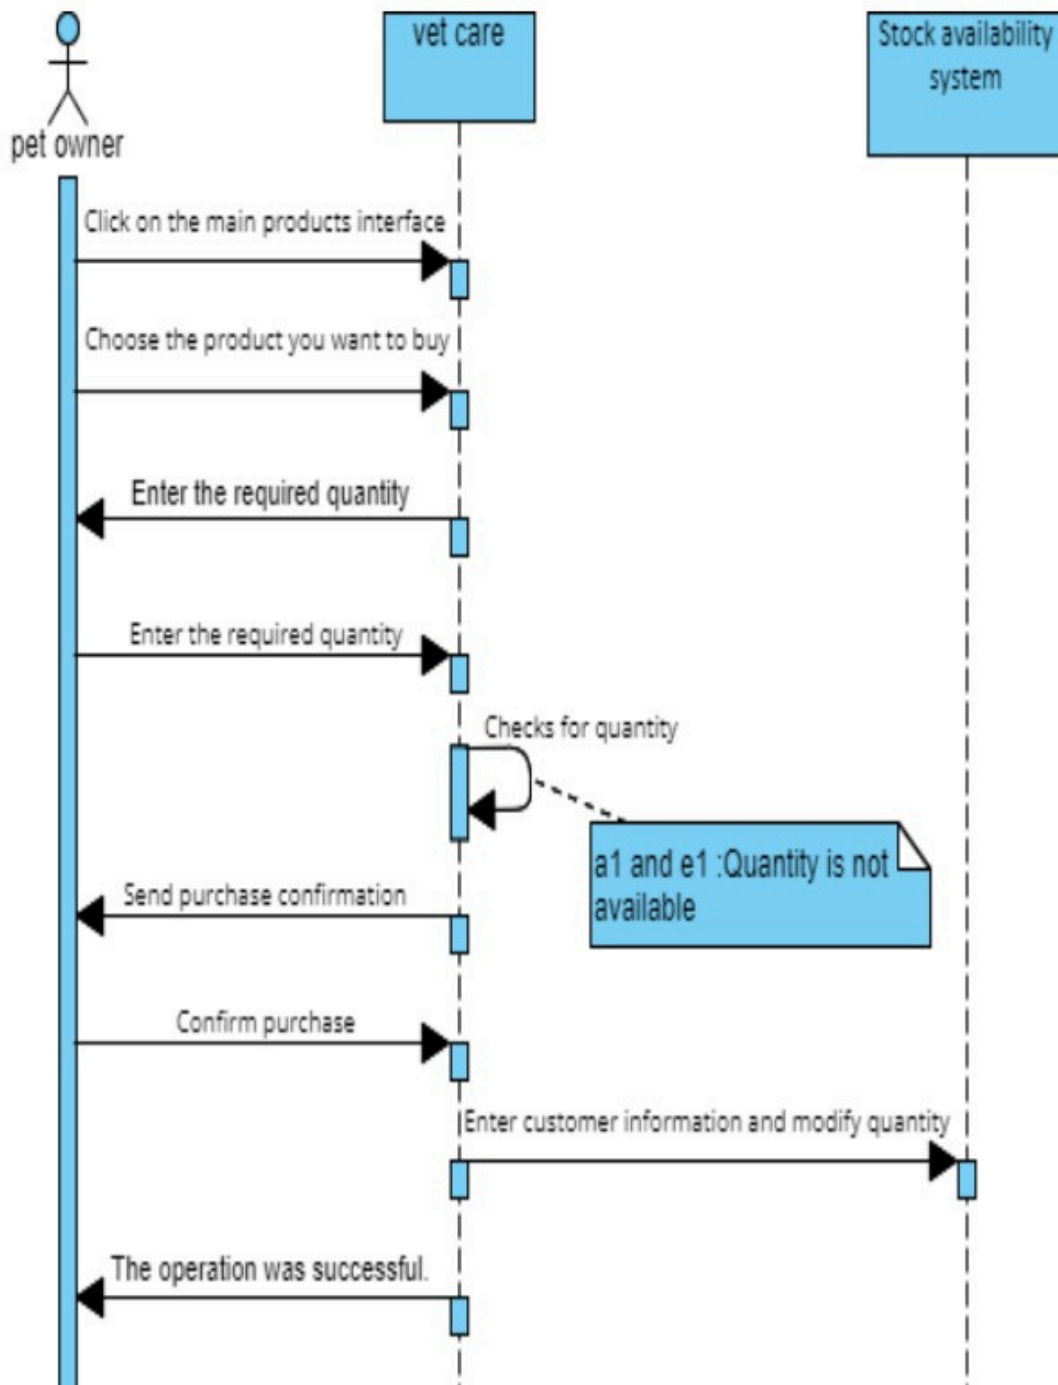 vet care
Stock availability
system
pet owner
Click on the main products interface
Choose the product you want to buy
Enter the required quantity
Enter the required quantity
Checks for quantity
a1 and e1 :Quantity is not
available
Send purchase confirmation
Confirm purchase
Enter customer information and modify quantity
The operation was successful.